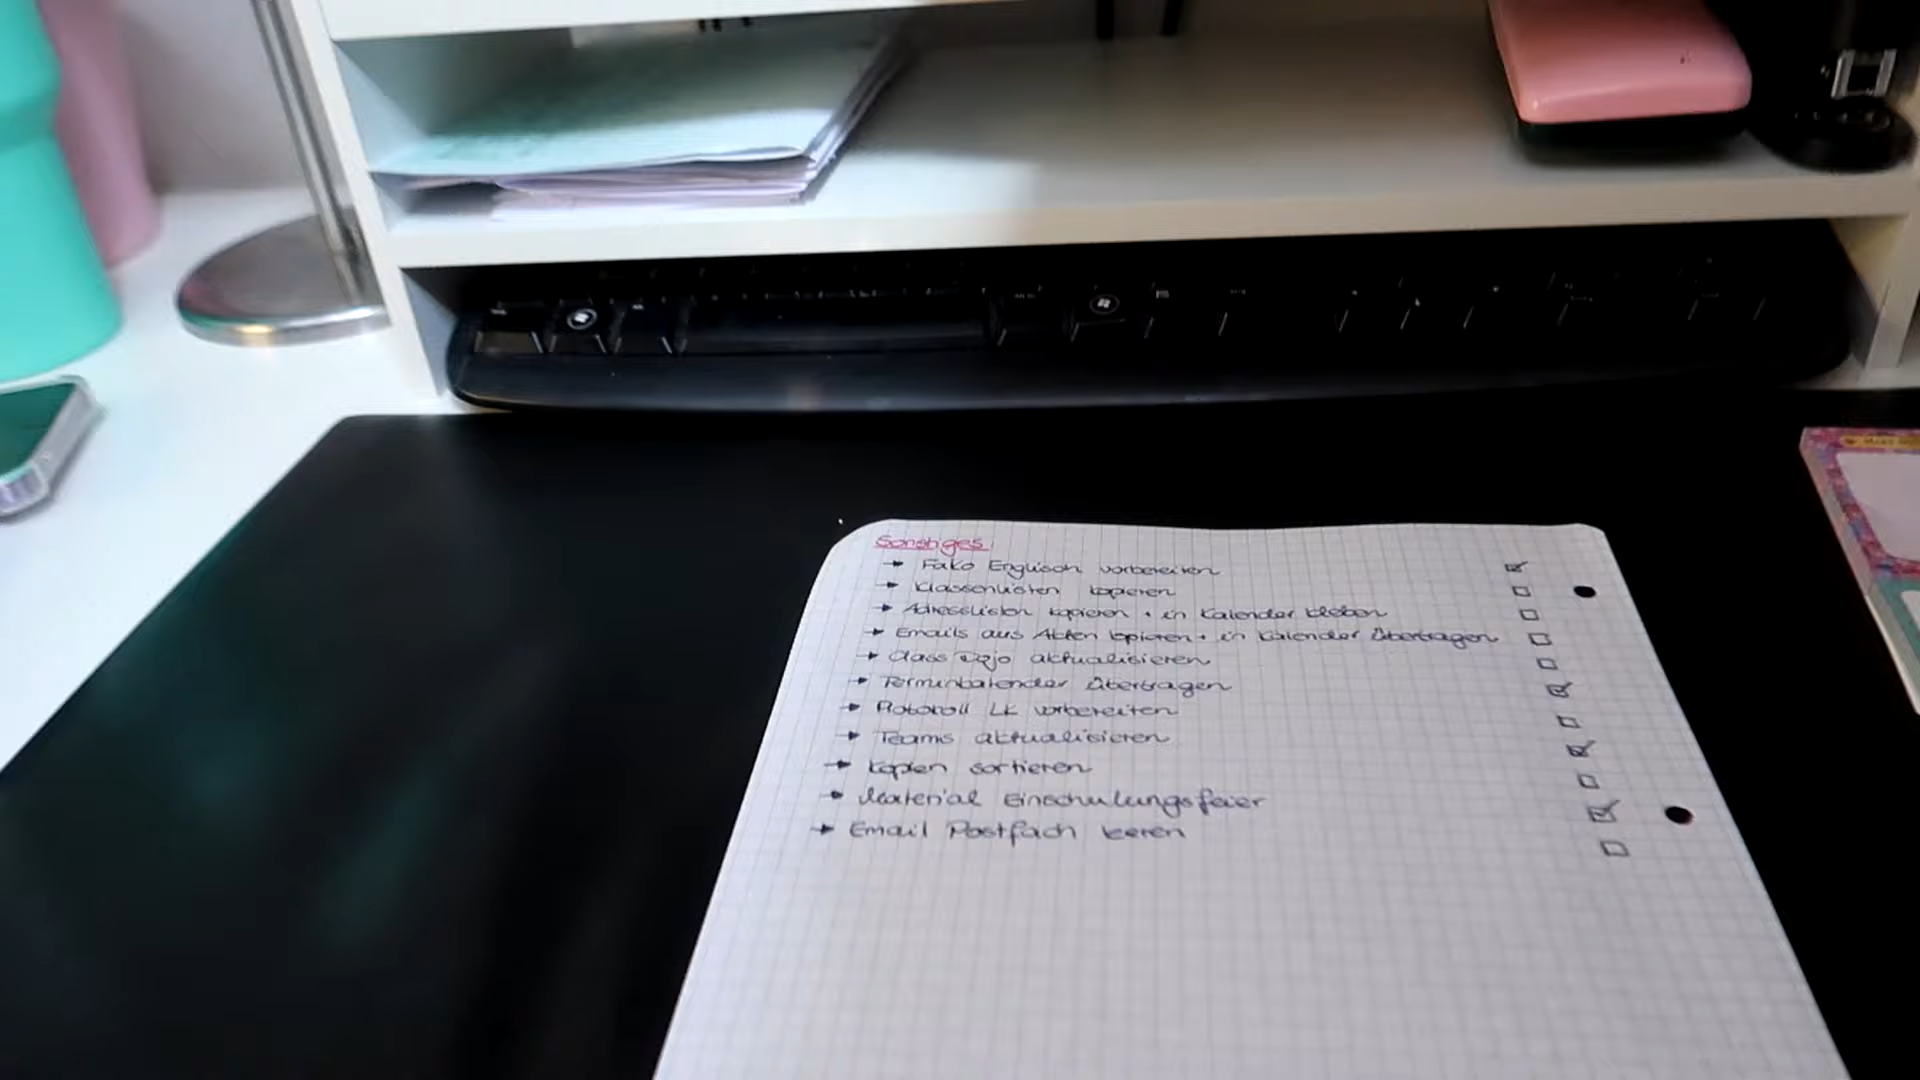 Sonstiges
→ Fako Englisch vorbereiten
→ Klassenlisten kopieren
→ Adresslisten kopieren + in Kalender kleben
→ Emails aus Akten kopieren + in Kalender übertragen
→ Class Dojo aktualisieren
→ Terminkalender übertragen
→ Protokoll LK vorbereiten
→ Teams aktualisieren
→ Kopien sortieren
→ Material Einschulungsfeier
→ Email Postfach leeren